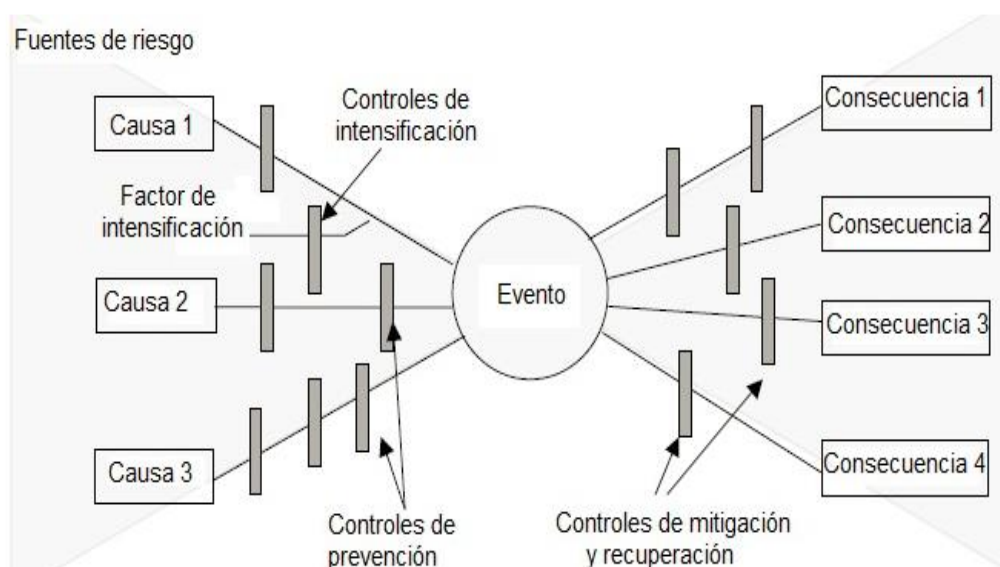 Fuentes de riesgo
Causa 1
Controles de
intensificación
Factor de
intensificación
Causa 2
Causa 3
Controles de
prevención
Evento
Consecuencia 1
Consecuencia 2
Consecuencia 3
Consecuencia 4
Controles de mitigación
y recuperación